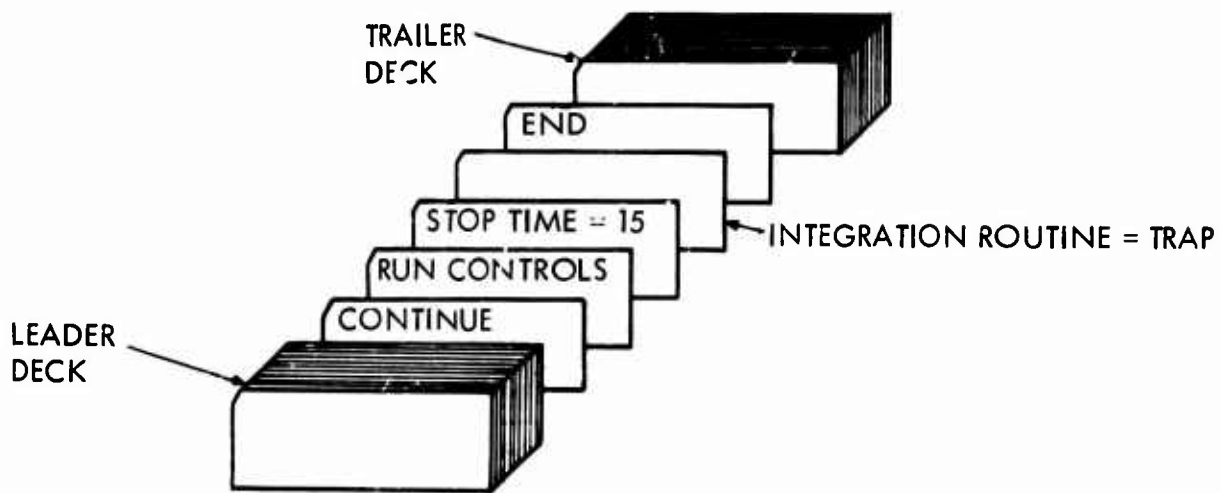 TRAILER
DECK
END
STOP TIME = 15
INTEGRATION ROUTINE = TRAP
RUN CONTROLS
CONTINUE
LEADER
DECK